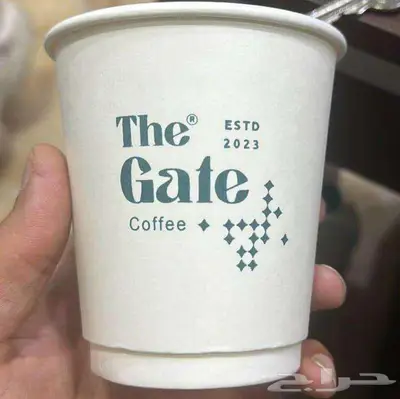 The®
ESTD
2023
Gate
Coffee
حراج